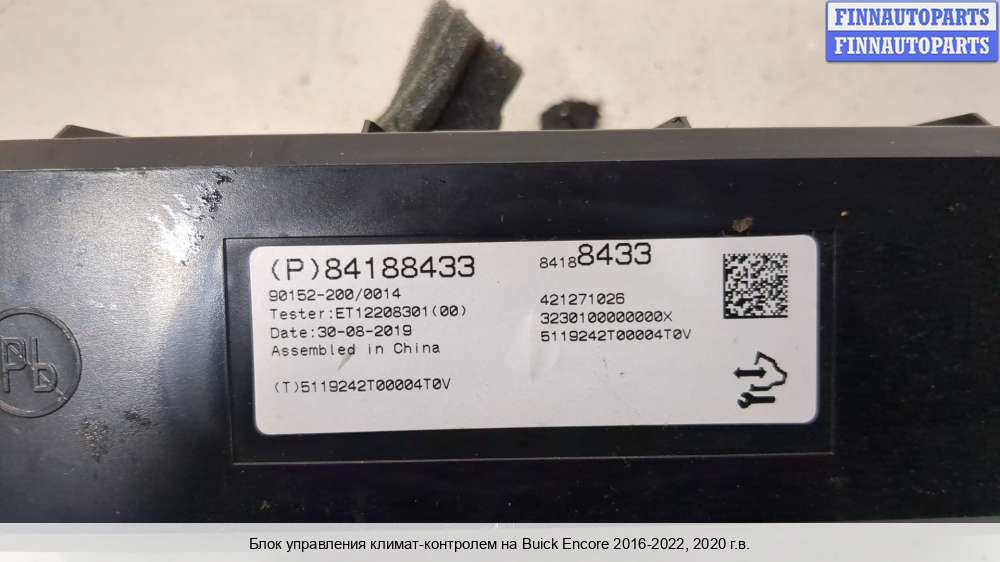 FINNAUTOPARTS
FINNAUTOPARTS
(P)84188433
84188433
90152-200/0014
421271026
Tester:ET12208301(00)
3230100000000X
Date:30-08-2019
5119242T00004T0V
Assembled in China
(T)5119242T00004T0V
Pb
Блок управления климат-контролем на Buick Encore 2016-2022, 2020 г.в.